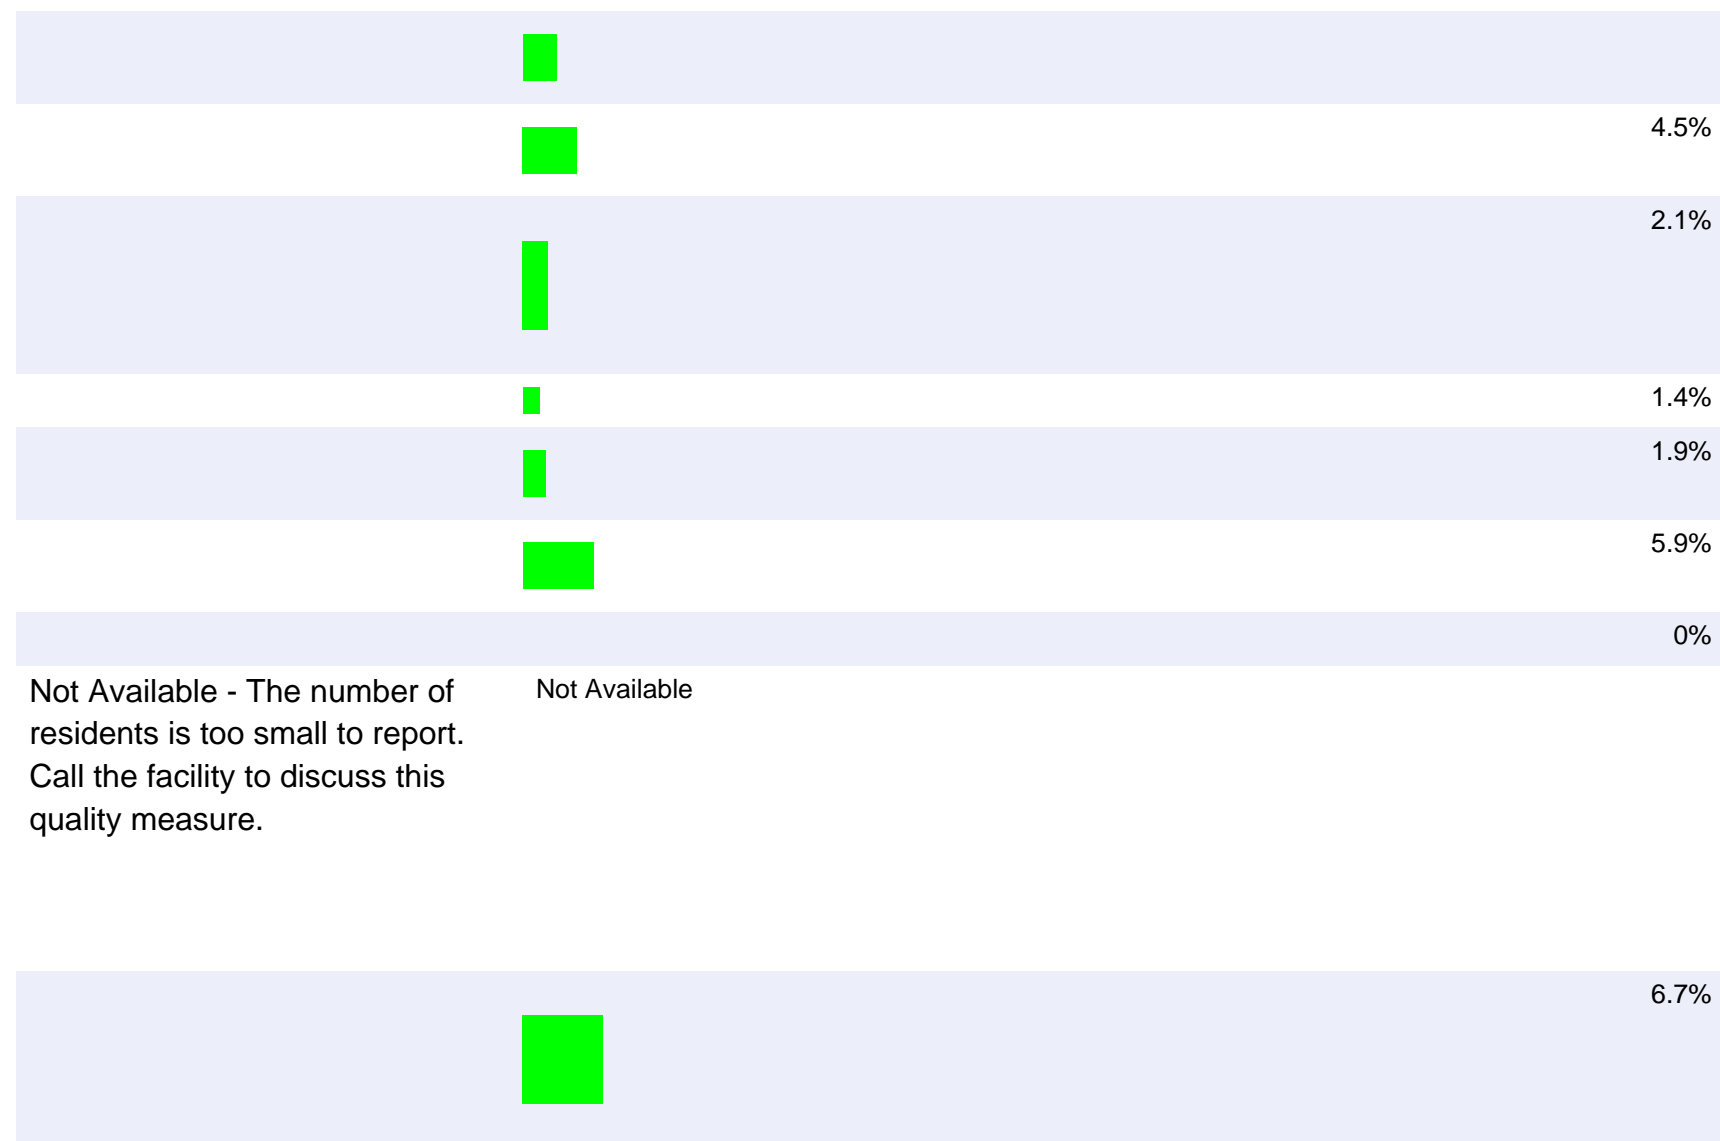 4.5%
2.1%
1.4%
1.9%
5.9%
0%
Not Available - The number of
residents is too small to report.
Call the facility to discuss this
quality measure.
Not Available
6.7%